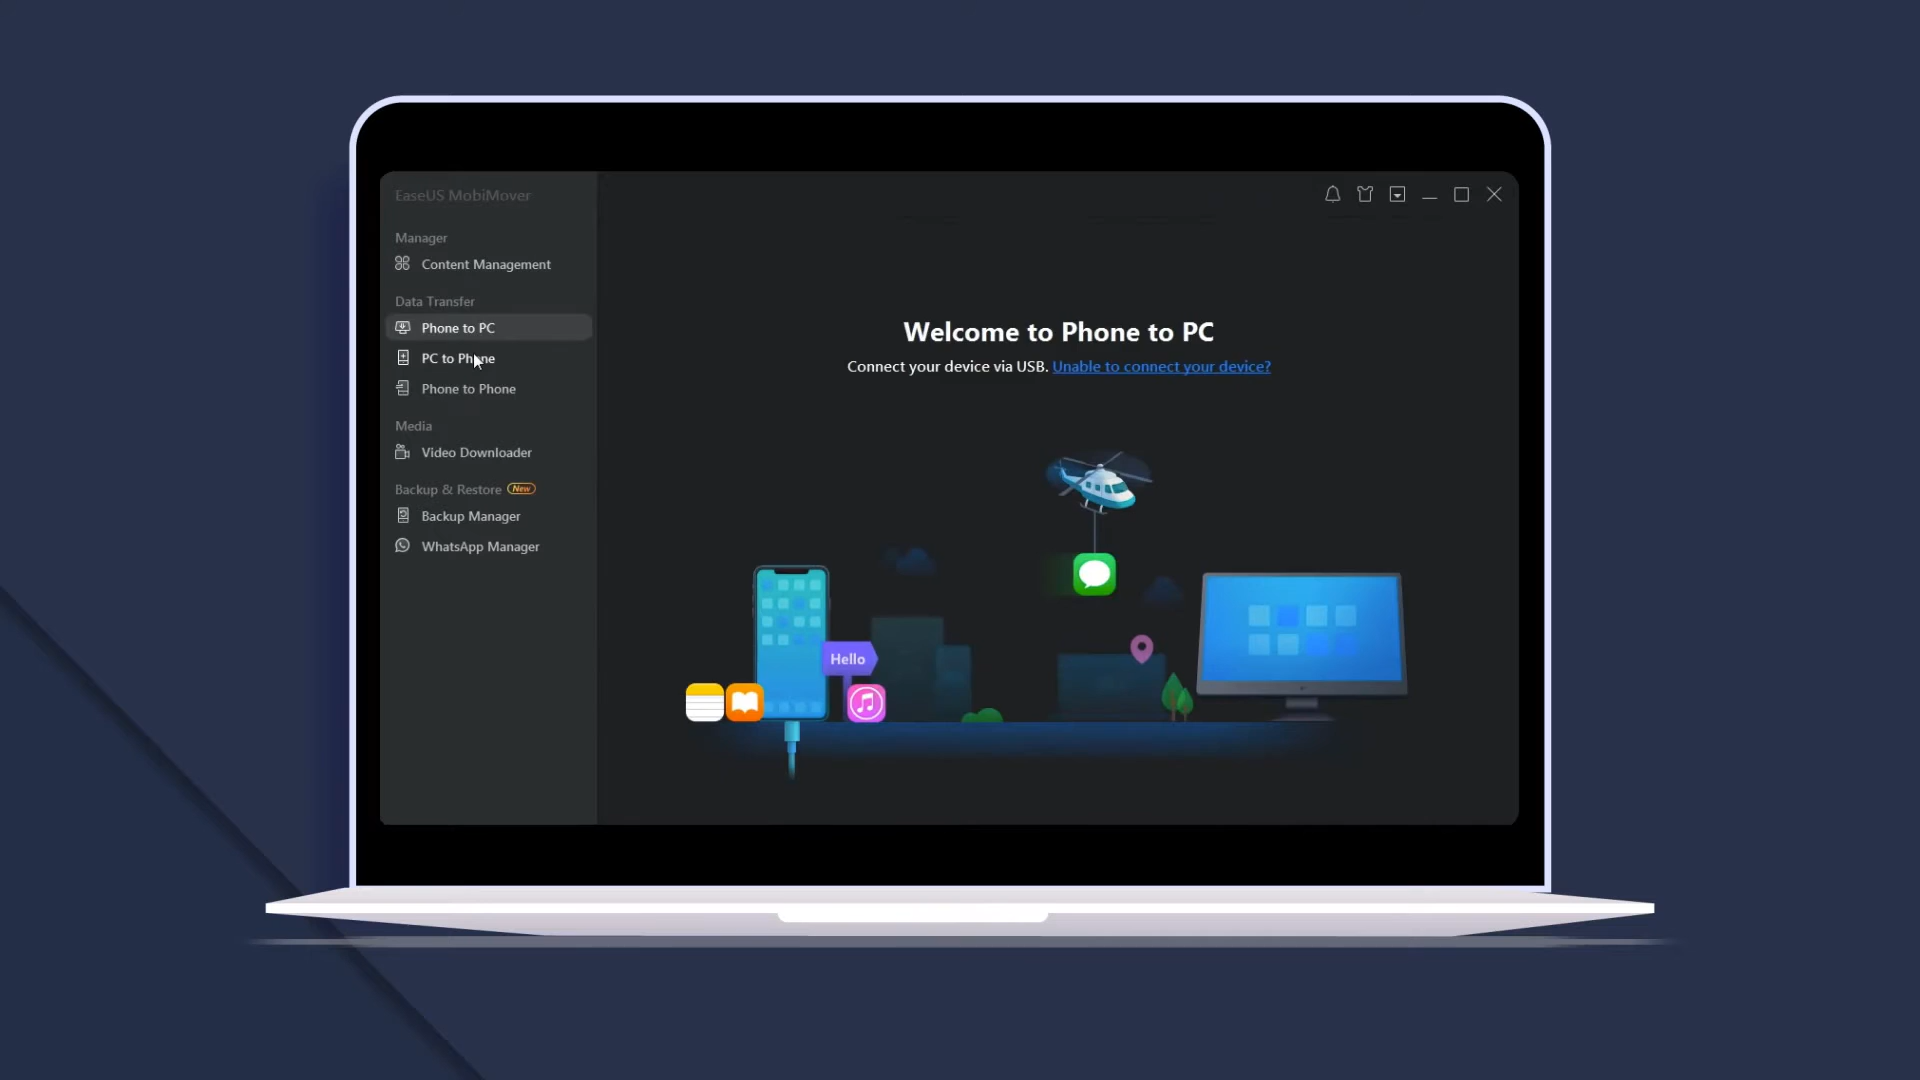 EaseUS MobiMover
Manager
Content Management
Data Transfer
Phone to PC
PC to Phone
Phone to Phone
Media
Video Downloader
Backup & Restore New
Backup Manager
WhatsApp Manager
Welcome to Phone to PC
Connect your device via USB. Unable to connect your device?
Hello